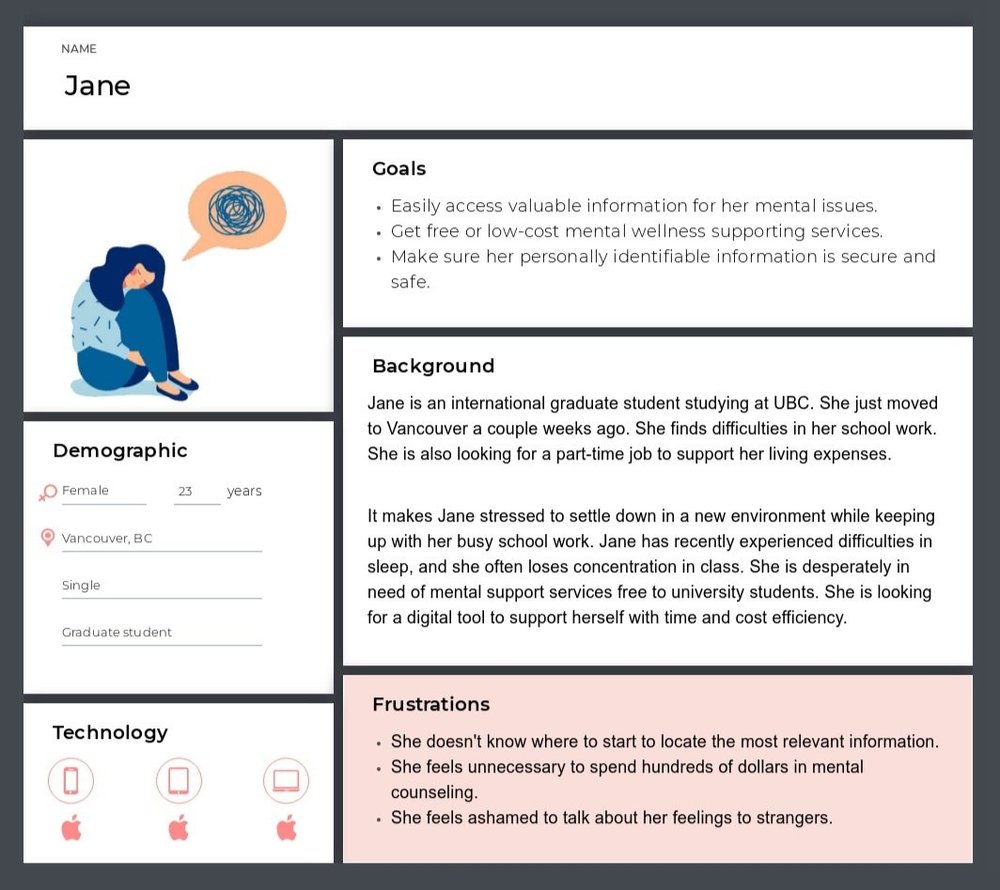 NAME
Jane
Goals
• Easily access valuable information for her mental issues.
• Get free or low-cost mental wellness supporting services.
• Make sure her personally identifiable information is secure and
safe.
Background
Jane is an international graduate student studying at UBC. She just moved
to Vancouver a couple weeks ago. She finds difficulties in her school work.
She is also looking for a part-time job to support her living expenses.
It makes Jane stressed to settle down in a new environment while keeping
up with her busy school work. Jane has recently experienced difficulties in
sleep, and she often loses concentration in class. She is desperately in
need of mental support services free to university students. She is looking
for a digital tool to support herself with time and cost efficiency.
Demographic
Female 23 years
Vancouver, BC
Single
Graduate student
Technology
Frustrations
• She doesn't know where to start to locate the most relevant information.
• She feels unnecessary to spend hundreds of dollars in mental
counseling.
• She feels ashamed to talk about her feelings to strangers.